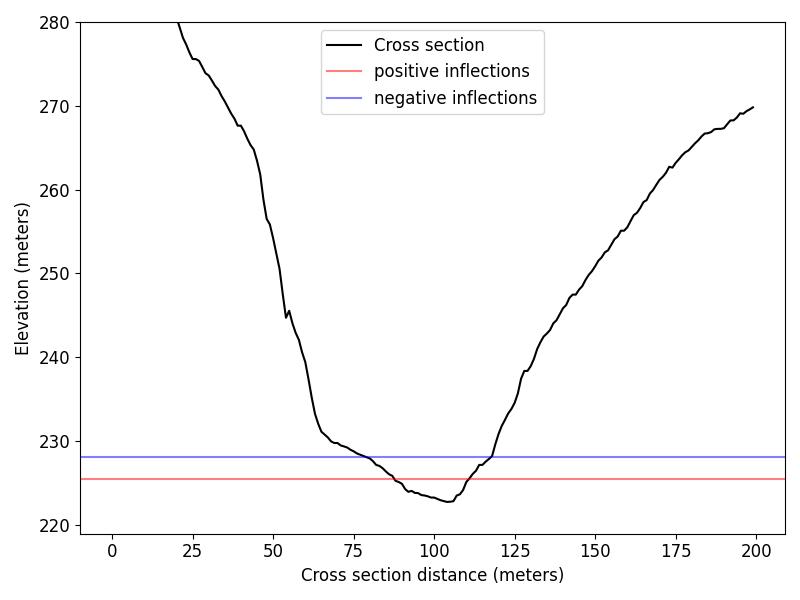 Cross section
positive inflections
negative inflections
280
270
260
250
240
230
220
Elevation (meters)
0 25 50 75 100 125 150 175 200
Cross section distance (meters)